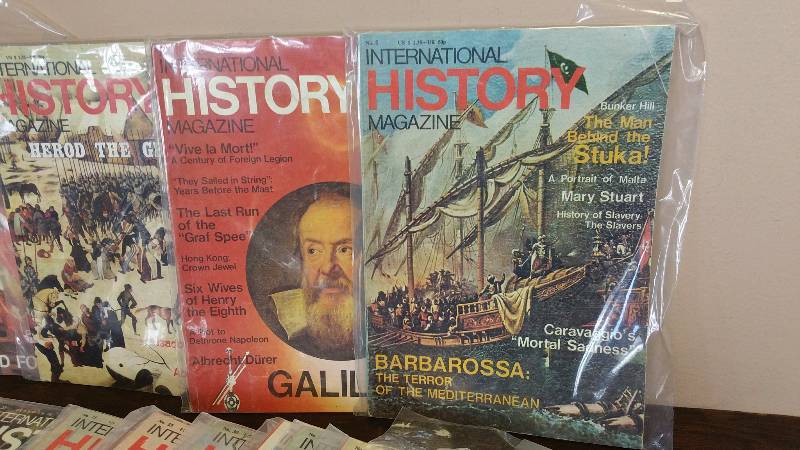 INTERNATIONAL
HISTORY
MAGAZINE
HEROD THE
INTERNATIONAL
HISTORY
MAGAZINE
"Vive la Mort!"
A Century of Foreign Legion
"They Sailed in String":
Years Before the Mast
The Last Run
of the
"Graf Spee"
Hong Kong:
Crown Jewel
Six Wives
of Henry
the Eighth
to
Dethrone Napoleon
Albrecht Dürer
GALIL
INTERNATIONAL
HISTORY
MAGAZINE
Bunker Hill
The Man
Behind the
Stuka!
A Portrait of Malta
Mary Stuart
History of Slavery
The Slavers
Caravaggio's
"Mortal Sadness"
BARBAROSSA:
THE TERROR
OF THE MEDITERRANEAN